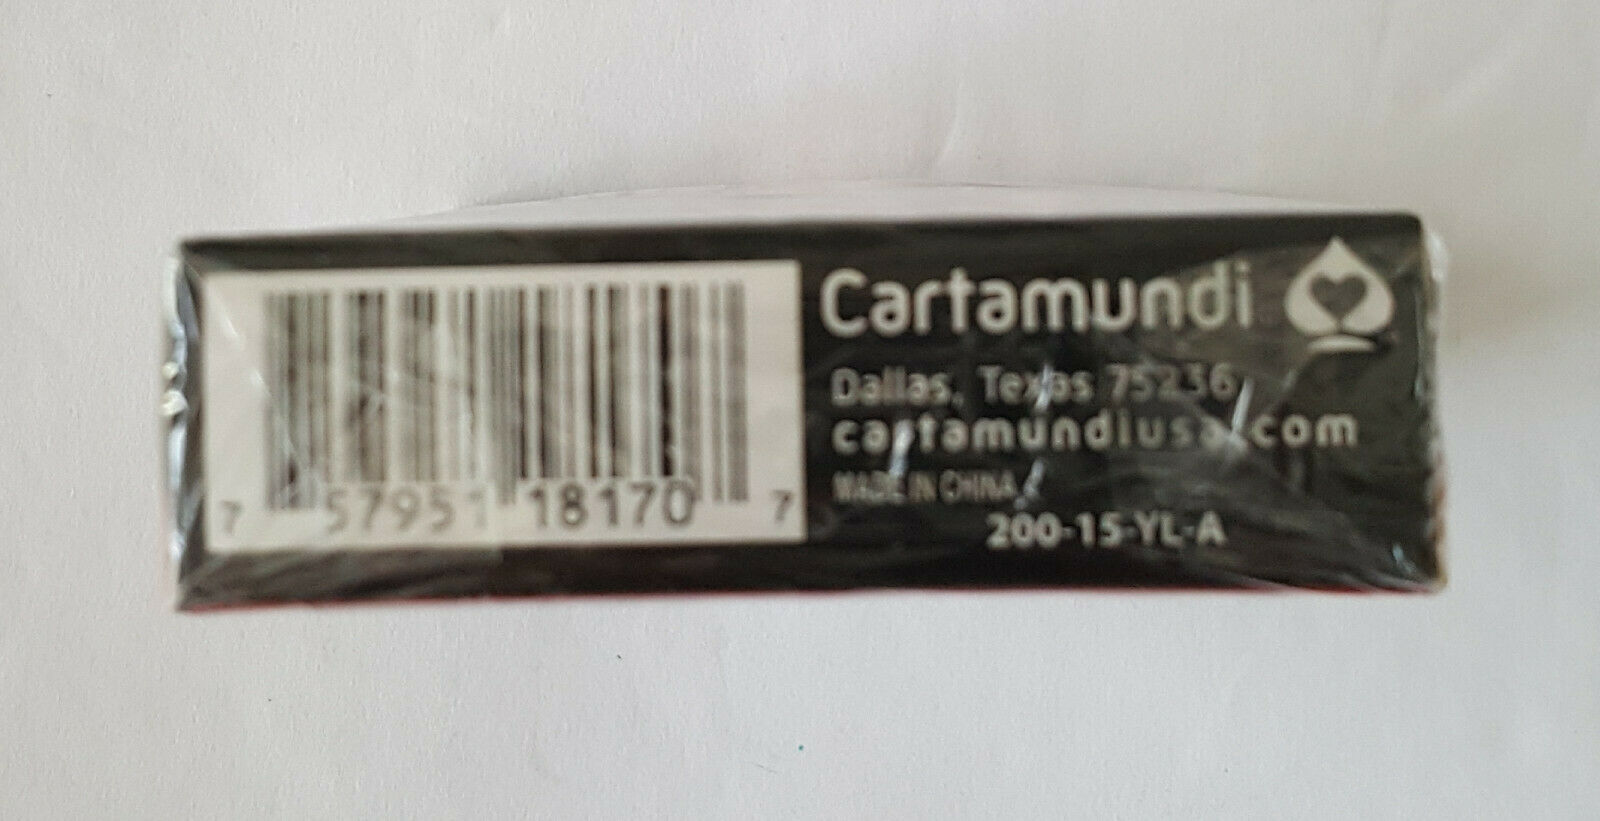 7 57951 18170 7
Cartamundi
Dallas, Texas 75236
cartamundiusa.com
MADE IN CHINA
200-15-YL-A